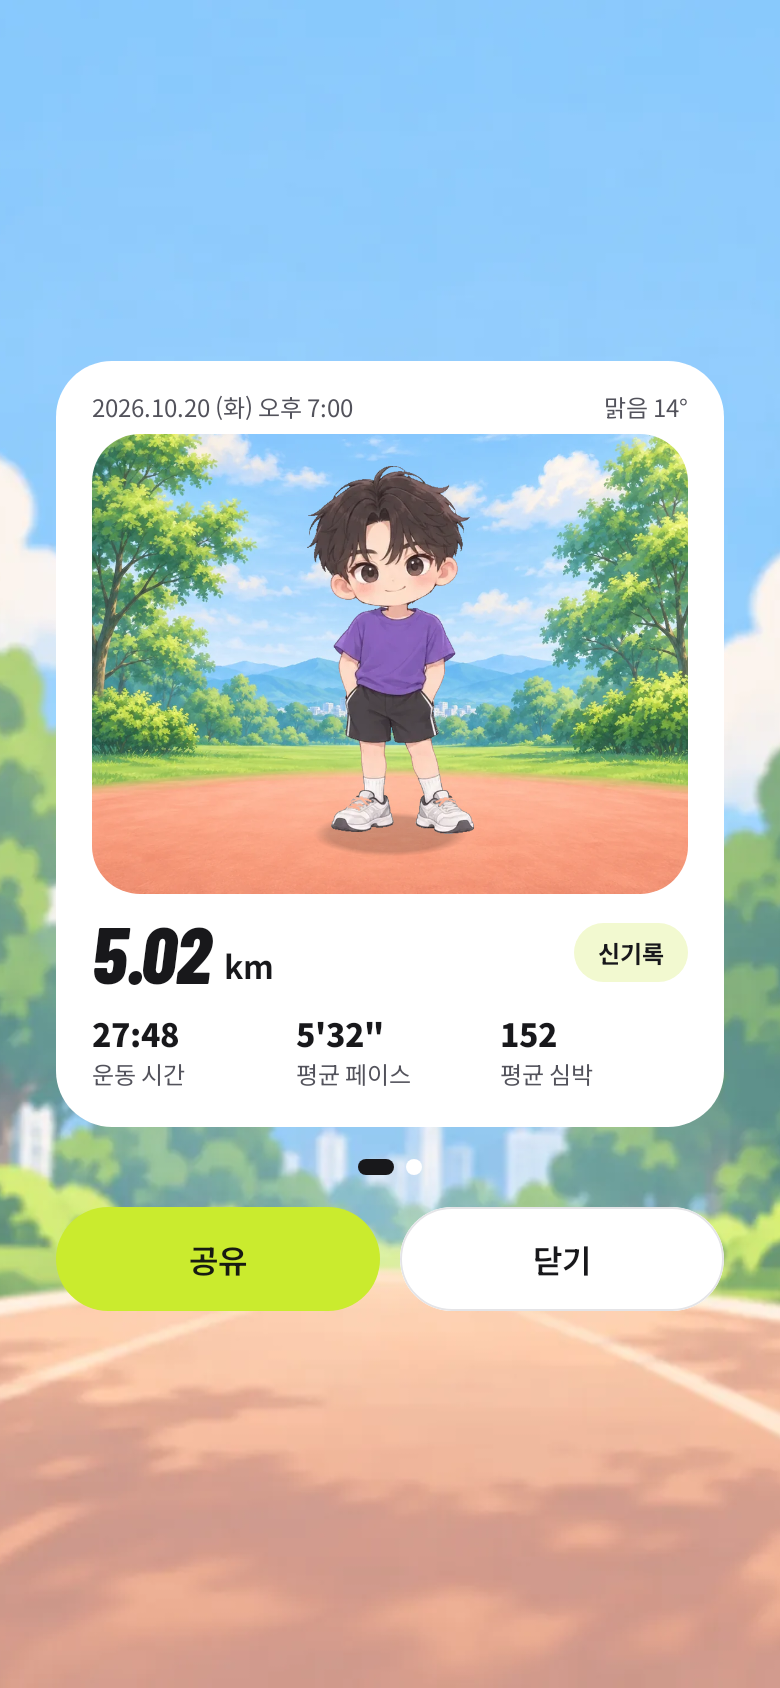 2026.10.20 (화) 오후 7:00 맑음 14°
5.02 km 신기록
27:48 5'32" 152
운동 시간 평균 페이스 평균 심박
공유 닫기